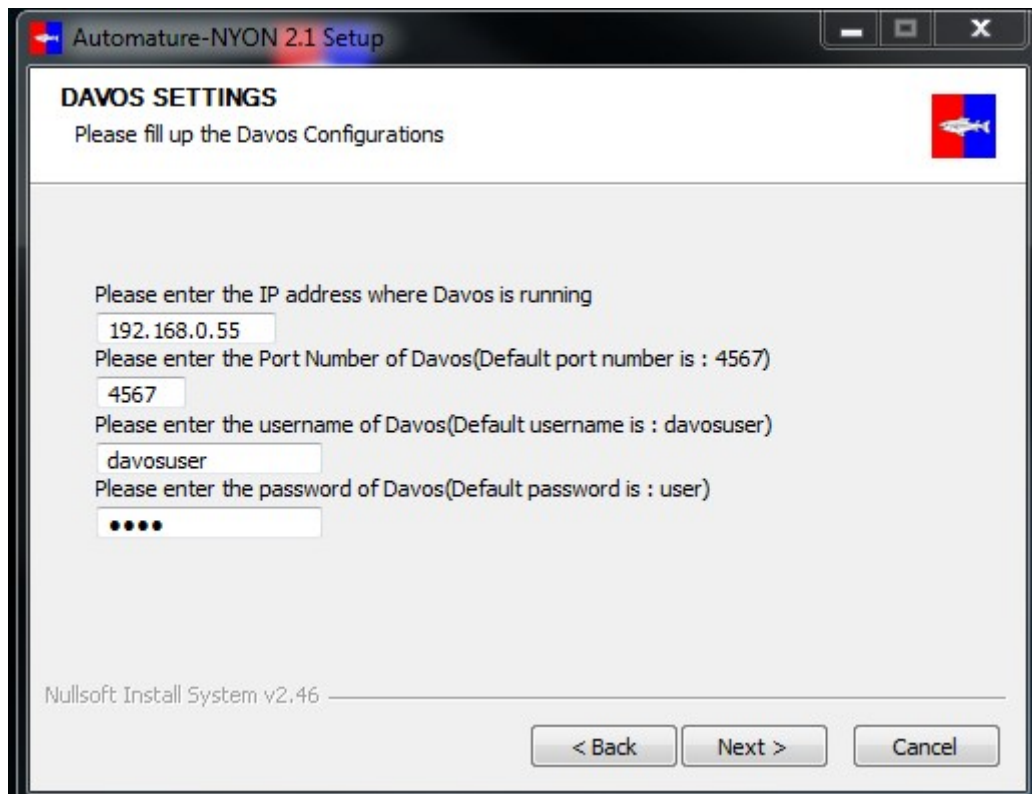 Automature-NYON 2.1 Setup
DAVOS SETTINGS
Please fill up the Davos Configurations
Please enter the IP address where Davos is running
192.168.0.55
Please enter the Port Number of Davos(Default port number is : 4567)
4567
Please enter the username of Davos(Default username is : davosuser)
davosuser
Please enter the password of Davos(Default password is : user)
••••
Nullsoft Install System v2.46
< Back Next > Cancel